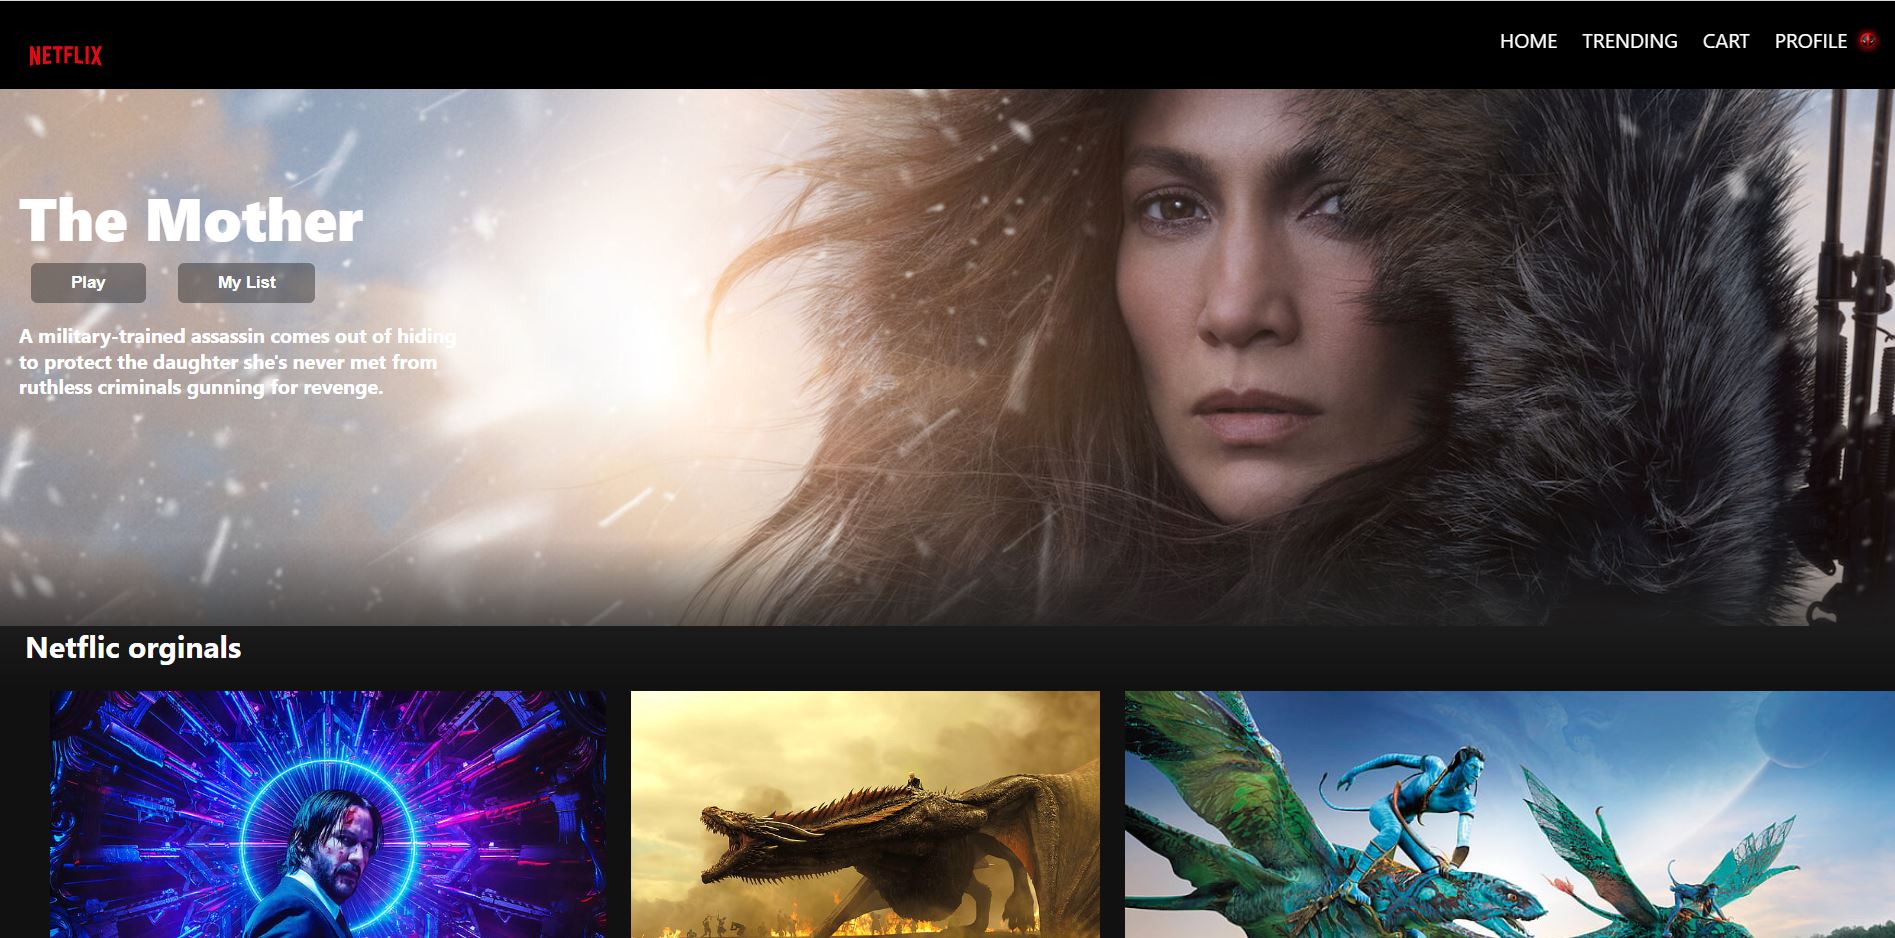 NETFLIX
HOME TRENDING CART PROFILE
The Mother
Play My List
A military-trained assassin comes out of hiding
to protect the daughter she's never met from
ruthless criminals gunning for revenge.
Netflic orginals